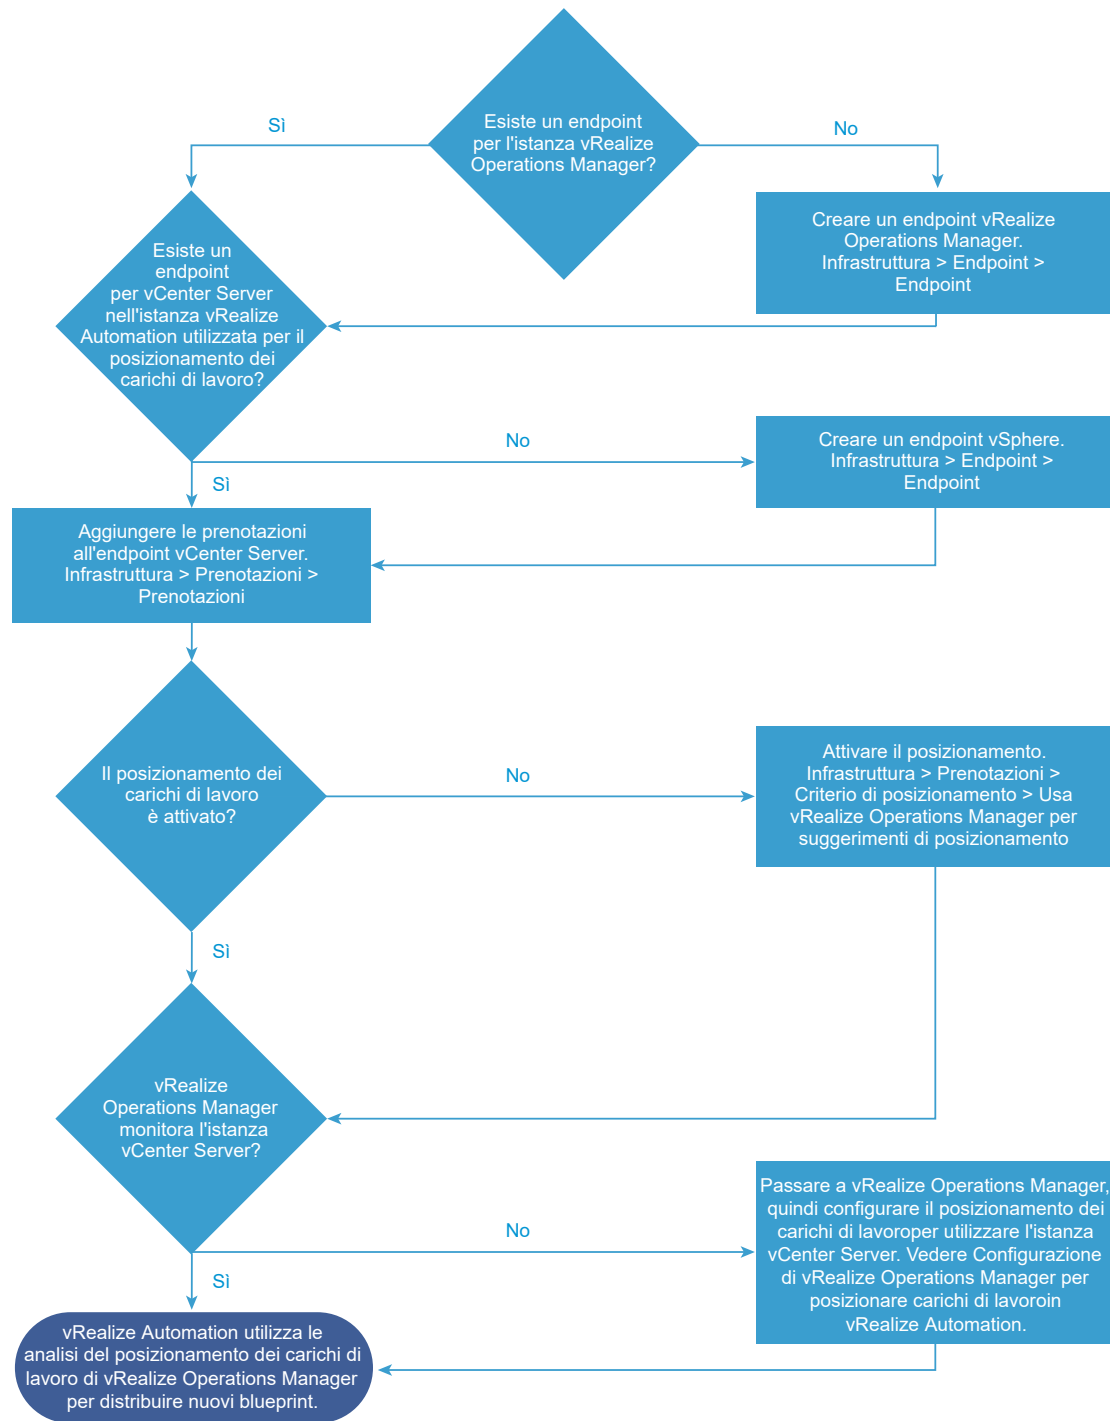 Esiste un endpoint
per l'istanza vRealize
Operations Manager?
Sì
No
Creare un endpoint vRealize
Operations Manager.
Infrastruttura > Endpoint >
Endpoint
Esiste un
endpoint
per vCenter Server
nell'istanza vRealize
Automation utilizzata per il
posizionamento dei
carichi di lavoro?
No
Sì
Creare un endpoint vSphere.
Infrastruttura > Endpoint >
Endpoint
Aggiungere le prenotazioni
all'endpoint vCenter Server.
Infrastruttura > Prenotazioni >
Prenotazioni
Il posizionamento dei
carichi di lavoro
è attivato?
No
Attivare il posizionamento.
Infrastruttura > Prenotazioni >
Criterio di posizionamento > Usa
vRealize Operations Manager per
suggerimenti di posizionamento
Sì
vRealize
Operations Manager
monitora l'istanza
vCenter Server?
No
Passare a vRealize Operations Manager,
quindi configurare il posizionamento dei
carichi di lavoroper utilizzare l'istanza
vCenter Server. Vedere Configurazione
di vRealize Operations Manager per
posizionare carichi di lavoroin
vRealize Automation.
Sì
vRealize Automation utilizza le
analisi del posizionamento dei carichi di
lavoro di vRealize Operations Manager
per distribuire nuovi blueprint.